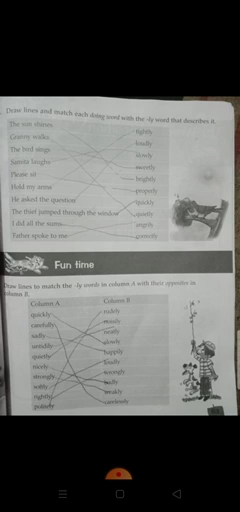 Draw lines and match each doing word with the -ly word that describes it.
The sun shines
Granny walks
The bird sings
laughs
Please sit
Hold my arms
He asked the question
The thief jumped through the window
I did all the sums
Father spoke to me
tightly
loudly
slowly
sweetly
brightly
properly
quickly
quietly
angrily
correctly
Fun time
Draw lines to match the -ly words in column A with their opposites in
column B.
Column A
quickly
carefully
sadly
untidily
quietly
nicely
strongly
softly
rightly
politely
Column B
rudely
neatly
slowly
happily
loudly
wrongly
badly
weakly
carelessly